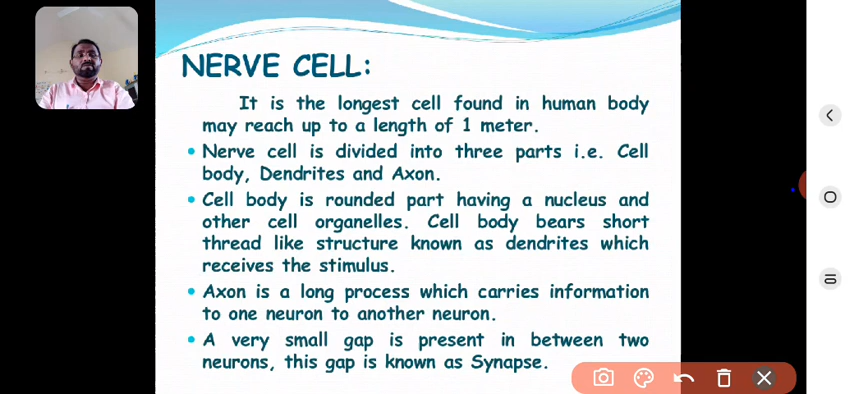 NERVE CELL:
It is the longest cell found in human body
may reach up to a length of 1 meter.
Nerve cell is divided into three parts i.e. Cell
body, Dendrites and Axon.
Cell body is rounded part having a nucleus and
other cell organelles. Cell body bears short
thread like structure known as dendrites which
receives the stimulus.
Axon is a long process which carries information
to one neuron to another neuron.
A very small gap is present in between two
neurons, this gap is known as Synapse.